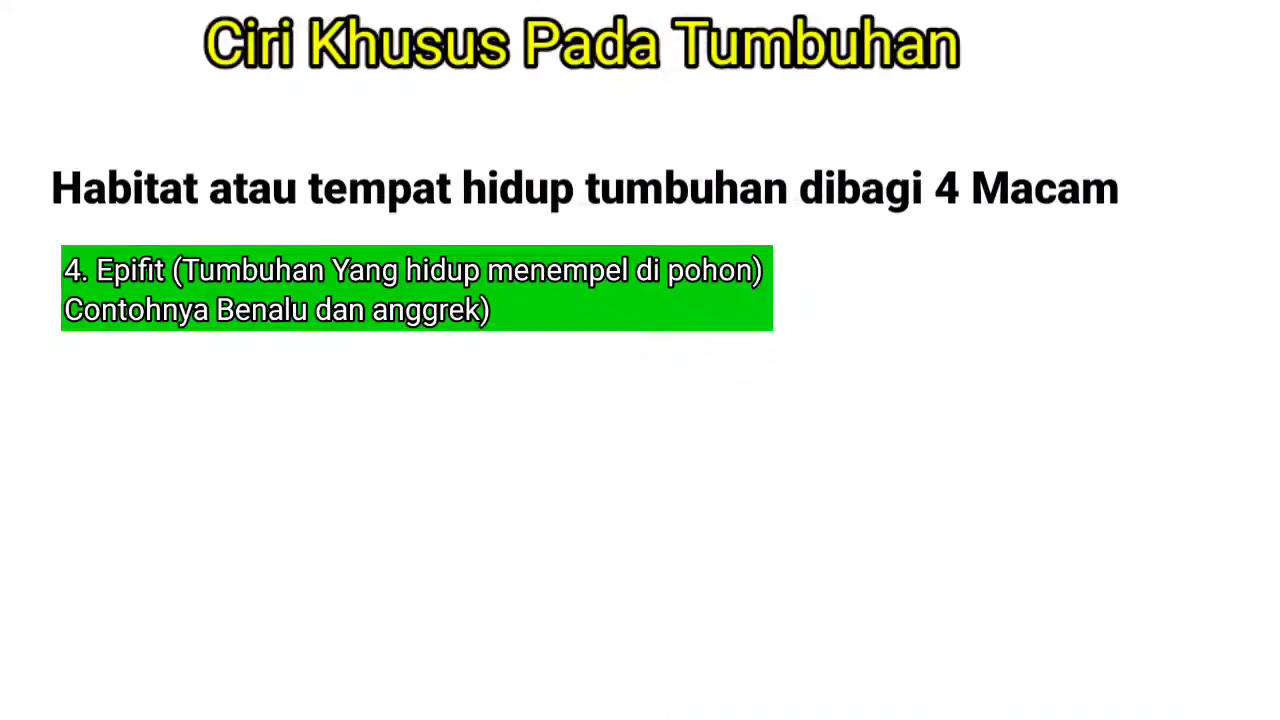 Ciri Khusus Pada Tumbuhan
Habitat atau tempat hidup tumbuhan dibagi 4 Macam
4. Epifit (Tumbuhan Yang hidup menempel di pohon)
Contohnya Benalu dan anggrek)